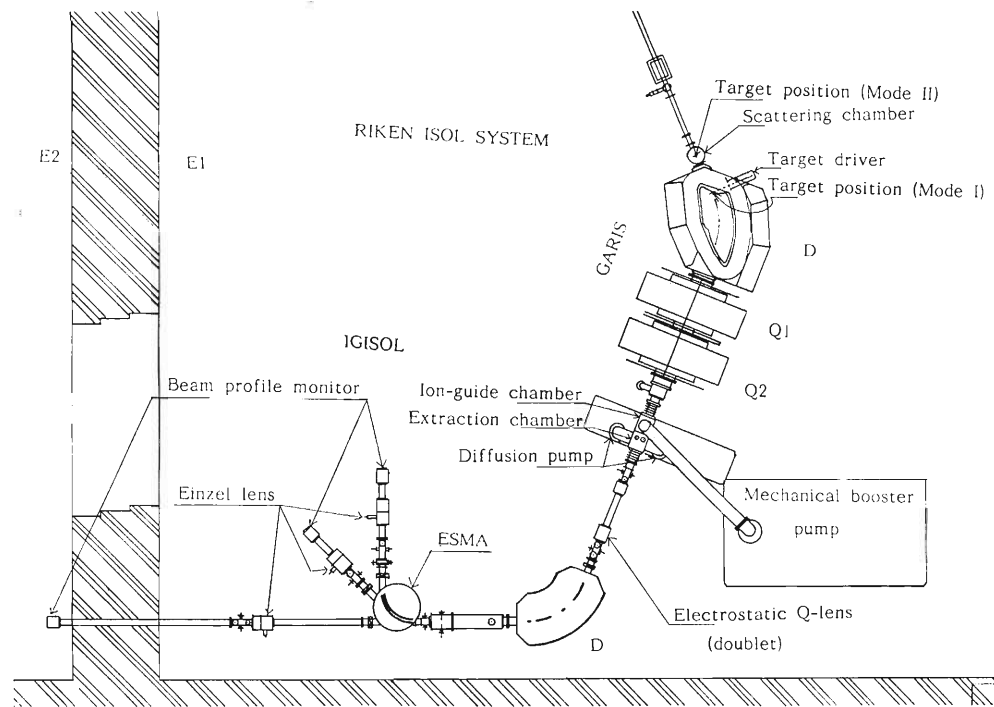 Target position (Mode II)
Scattering chamber
RIKEN ISOL SYSTEM
E2
E1
Target driver
Target position (Mode I)
GARIS
D
Q1
IGISOL
Q2
Beam profile monitor
Ion-guide chamber
Extraction chamber
Diffusion pump
Einzel lens
Mechanical booster
pump
ESMA
Electrostatic Q-lens
(doublet)
D